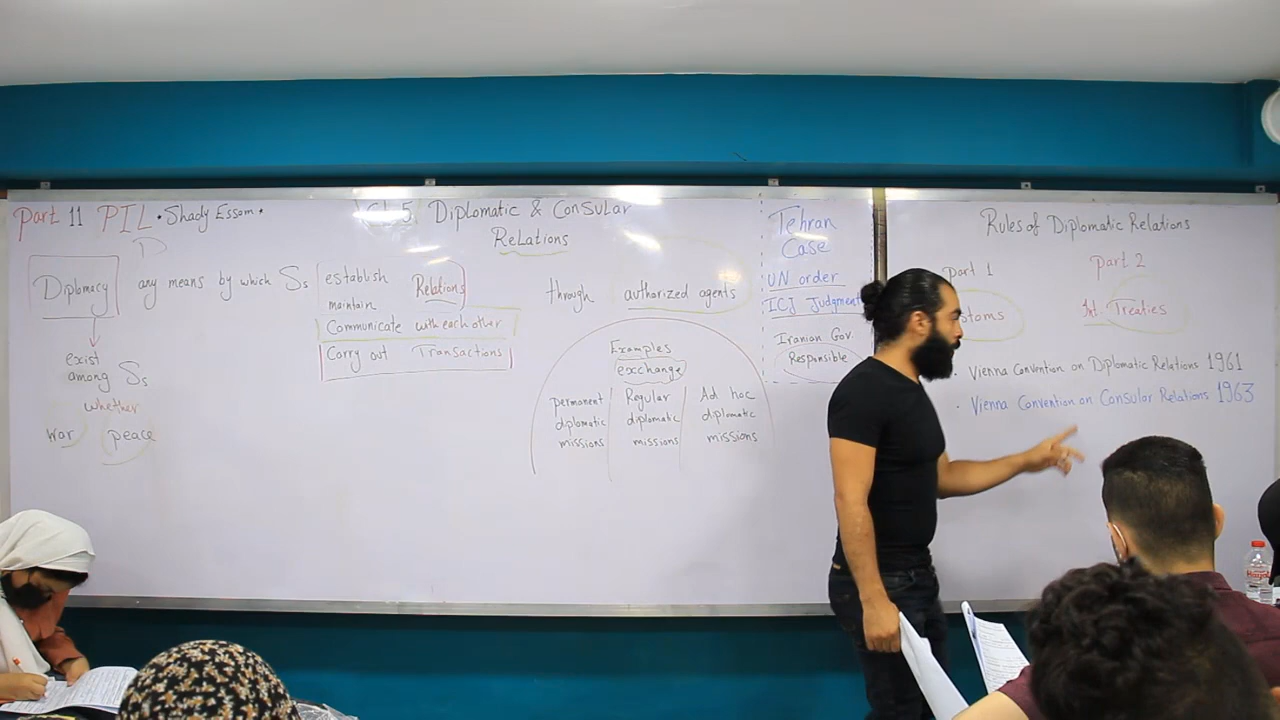 Part 11 PIL • Shady Essam •
Ch 5 Diplomatic & Consular
Relations
D
Diplomacy any means by which Ss
establish
maintain
Relations
Communicate with each other
Carry out Transactions
through authorized agents
exist
among Ss
whether
War peace
Examples
exchange
permanent
diplomatic
missions
Regular
diplomatic
missions
Ad hoc
diplomatic
missions
Tehran
Case
UN order
ICJ Judgment
Iranian Gov.
Responsible
Rules of Diplomatic Relations
part 1
part 2
Int. Treaties
• Vienna Convention on Diplomatic Relations 1961
• Vienna Convention on Consular Relations 1963